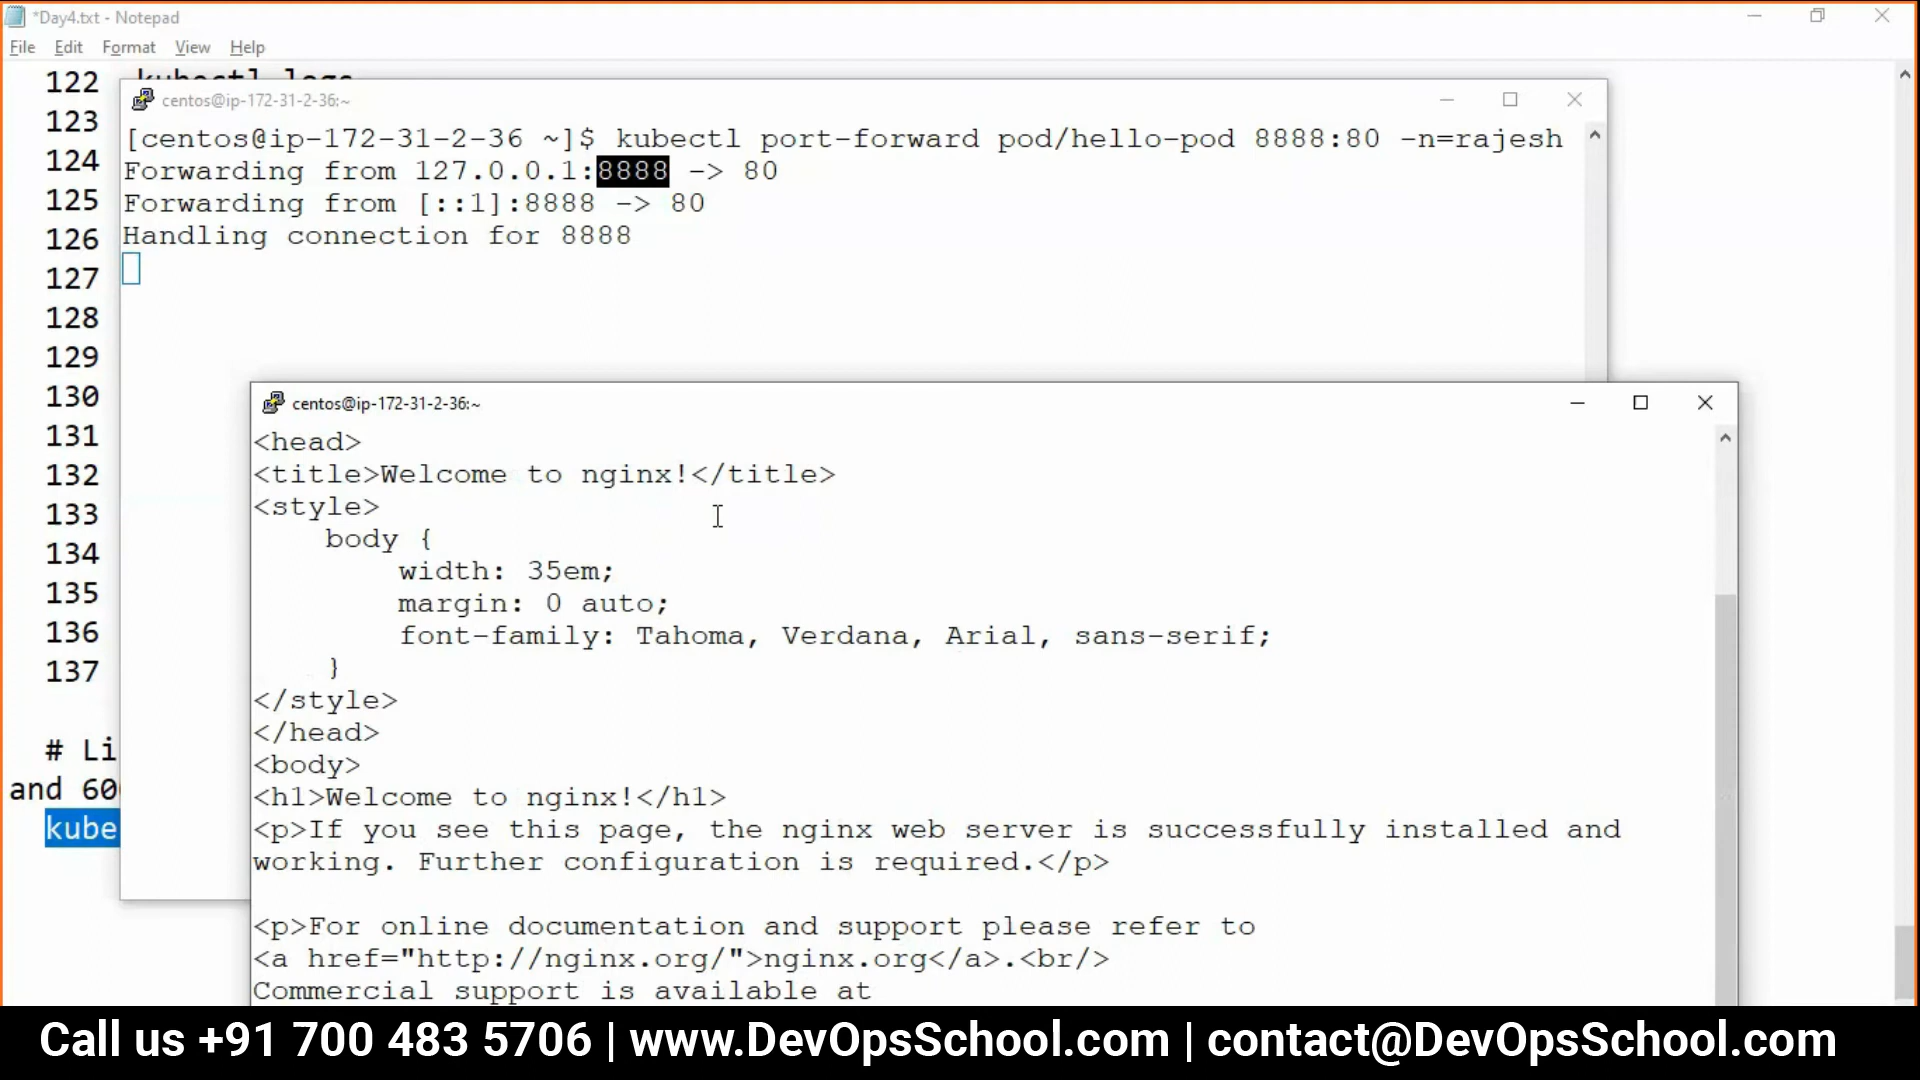 *Day4.txt - Notepad
File Edit Format View Help
122 kubectl logs
123
124
125
126
127
128
129
130
131
132
133
134
135
136
137
# Li
and 60
kube
centos@ip-172-31-2-36:~
[centos@ip-172-31-2-36 ~]$ kubectl port-forward pod/hello-pod 8888:80 -n=rajesh
Forwarding from 127.0.0.1:8888 -> 80
Forwarding from [::1]:8888 -> 80
Handling connection for 8888
centos@ip-172-31-2-36:~
<head>
<title>Welcome to nginx!</title>
<style>
body {
width: 35em;
margin: 0 auto;
font-family: Tahoma, Verdana, Arial, sans-serif;
}
</style>
</head>
<body>
<h1>Welcome to nginx!</h1>
<p>If you see this page, the nginx web server is successfully installed and
working. Further configuration is required.</p>
<p>For online documentation and support please refer to
<a href="http://nginx.org/">nginx.org</a>.<br/>
Commercial support is available at
Call us +91 700 483 5706 | www.DevOpsSchool.com | contact@DevOpsSchool.com